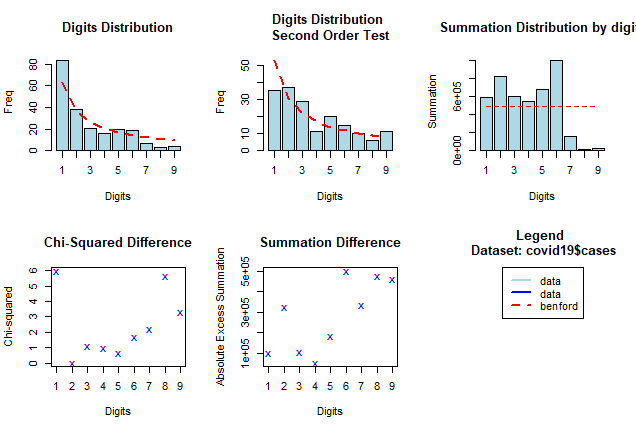 Digits Distribution
Freq
80
60
40
20
0
1 3 5 7 9
Digits
Digits Distribution
Second Order Test
Freq
50
30
10
0
1 3 5 7 9
Digits
Summation Distribution by digit
Summation
6e+05
0e+00
1 3 5 7 9
Digits
Chi-Squared Difference
Chi-squared
6
5
4
3
2
1
0
1 2 3 4 5 6 7 8 9
Digits
Summation Difference
Absolute Excess Summation
5e+05
3e+05
1e+05
1 2 3 4 5 6 7 8 9
Digits
Legend
Dataset: covid19$cases
data
data
benford